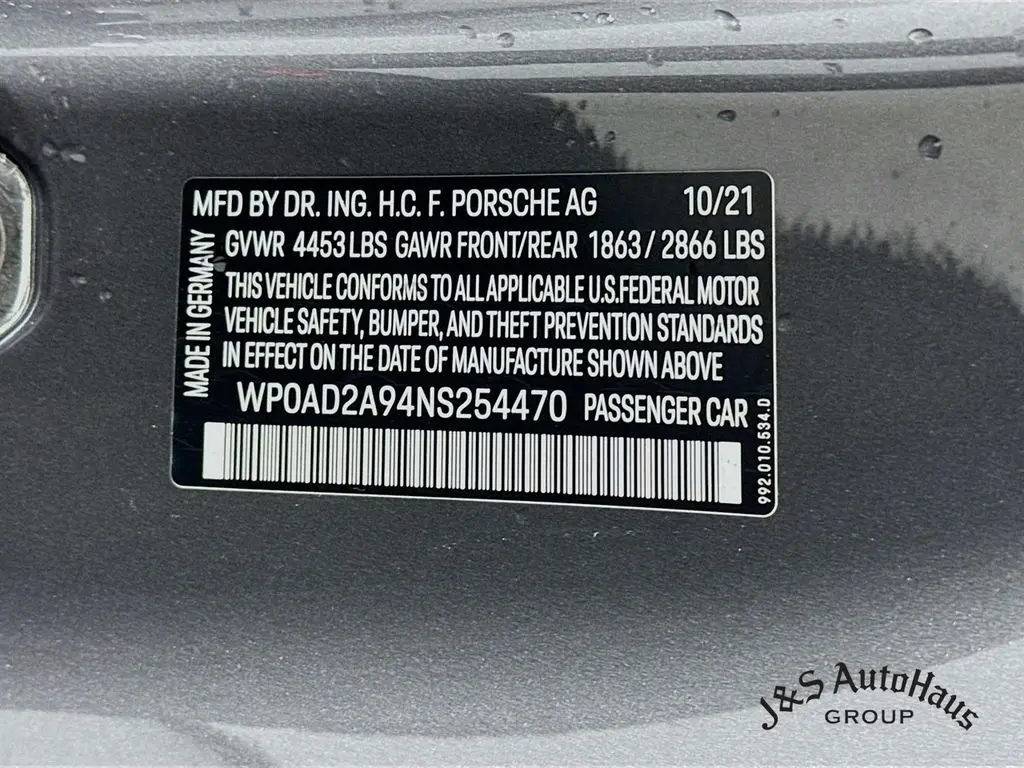 MFD BY DR. ING. H.C. F. PORSCHE AG 10/21
GVWR 4453 LBS GAWR FRONT/REAR 1863 / 2866 LBS
THIS VEHICLE CONFORMS TO ALL APPLICABLE U.S.FEDERAL MOTOR
VEHICLE SAFETY, BUMPER, AND THEFT PREVENTION STANDARDS
IN EFFECT ON THE DATE OF MANUFACTURE SHOWN ABOVE
WP0AD2A94NS254470 PASSENGER CAR
MADE IN GERMANY
992.010.534.0
J&S AutoHaus
GROUP